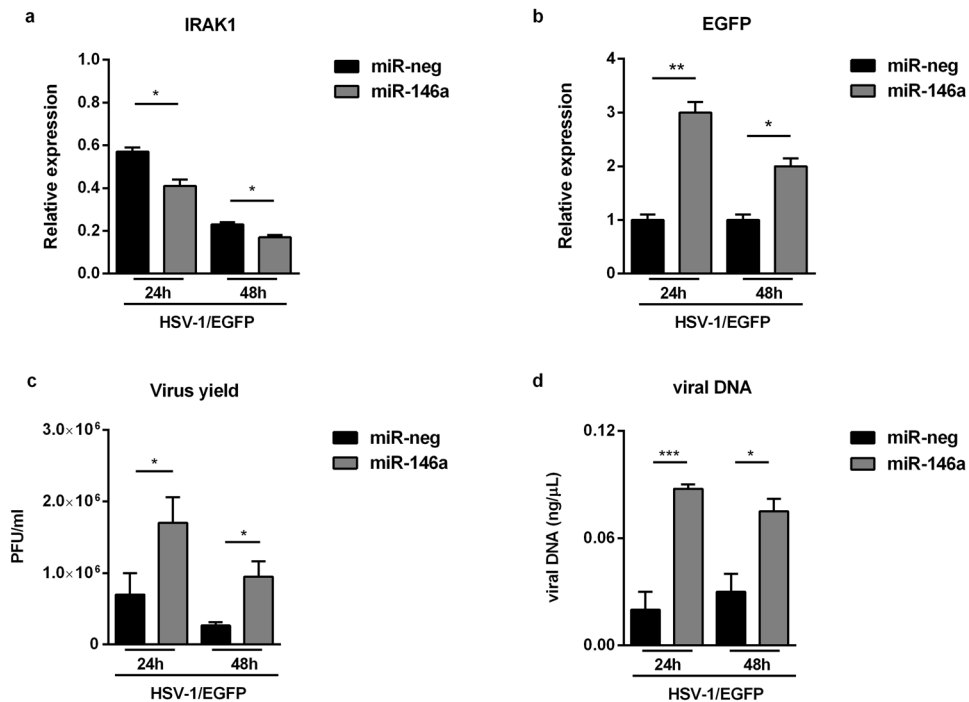 a
IRAK1
Relative expression
1.0
0.8
0.6
0.4
0.2
0.0
*
*
24h
48h
HSV-1/EGFP
miR-neg
miR-146a
b
EGFP
Relative expression
4
3
2
1
0
**
*
24h
48h
HSV-1/EGFP
miR-neg
miR-146a
c
Virus yield
PFU/ml
3.0×10⁶
2.0×10⁶
1.0×10⁶
0
*
*
24h
48h
HSV-1/EGFP
miR-neg
miR-146a
d
viral DNA
viral DNA (ng/μL)
0.12
0.06
0.00
***
*
24h
48h
HSV-1/EGFP
miR-neg
miR-146a